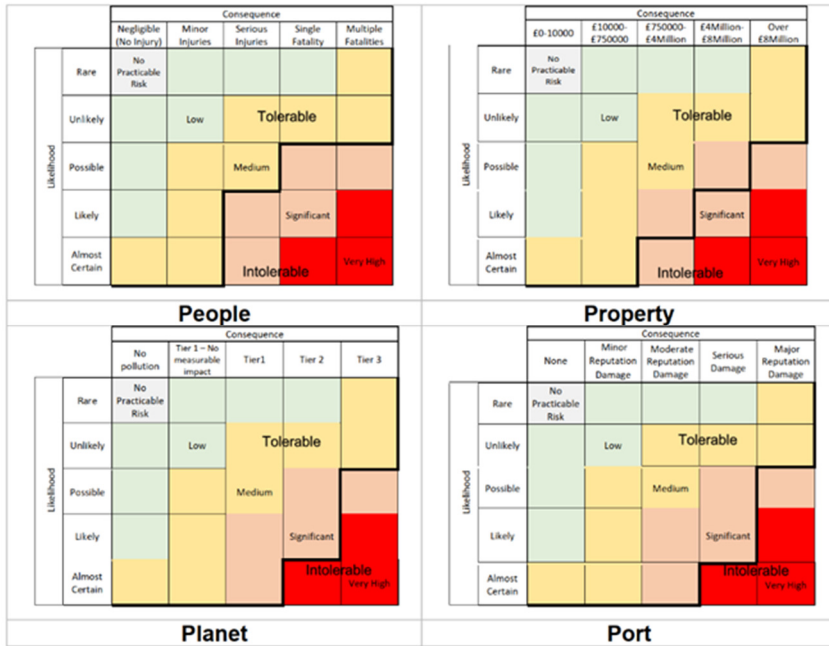 Consequence
Negligible (No Injury)
Minor Injuries
Serious Injuries
Single Fatality
Multiple Fatalities
Likelihood
Rare
No Practicable Risk
Unlikely
Low
Tolerable
Possible
Medium
Likely
Significant
Almost Certain
Intolerable
Very High
People
Consequence
£0-10000
£10000-£750000
£750000-£4Million
£4Million-£8Million
Over £8Million
Likelihood
Rare
No Practicable Risk
Unlikely
Low
Tolerable
Possible
Medium
Likely
Significant
Almost Certain
Intolerable
Very High
Property
Consequence
No pollution
Tier 1 – No measurable impact
Tier1
Tier 2
Tier 3
Likelihood
Rare
No Practicable Risk
Unlikely
Low
Tolerable
Possible
Medium
Likely
Significant
Almost Certain
Intolerable
Very High
Planet
Consequence
None
Minor Reputation Damage
Moderate Reputation Damage
Serious Damage
Major Reputation Damage
Likelihood
Rare
No Practicable Risk
Unlikely
Low
Tolerable
Possible
Medium
Likely
Significant
Almost Certain
Intolerable
Very High
Port